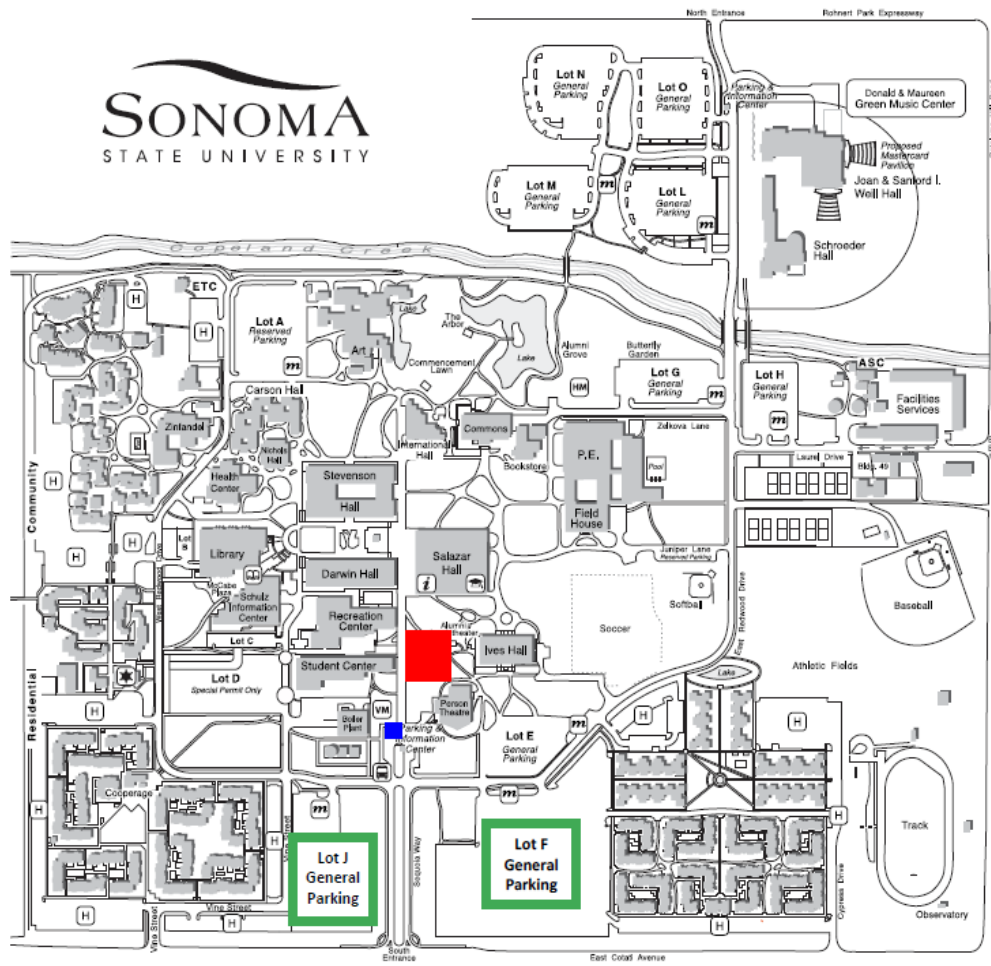 North Entrance
Rohnert Park Expressway
SONOMA
STATE UNIVERSITY
Lot N
General
Parking
Lot O
General
Parking
Parking &
Information
Center
Donald & Maureen
Green Music Center
Proposed
Mastercard
Pavilion
Joan & Sanford I.
Weill Hall
Lot M
General
Parking
m
Lot L
General
Parking
m
Schroeder
Hall
Copeland Creek
ETC
H
H
Lot A
Reserved
Parking
m
Lake
Art
The
Arbor
Commencement
Lawn
Lake
Alumni
Grove
HM
Butterfly
Garden
Lot G
General
Parking
m
Lot H
General
Parking
m
ASC
Facilities
Services
Carson Hall
Zinfandel
Nichols
Hall
International
Hall
Commons
Bookstore
Zelkova Lane
P.E.
Pool
Field
House
Laurel Drive
Bldg. 49
Health
Center
Stevenson
Hall
H
Community
Lot
B
Library
Salazar
Hall
i
Juniper Lane
Reserved Parking
H
H
West Redwood Drive
McCabe
Plaza
Schulz
Information
Center
Darwin Hall
Softball
East Redwood Drive
Baseball
Recreation
Center
Alumni
theater
Ives Hall
Soccer
Lot C
Student Center
Athletic Fields
Lake
Lot D
Special Permit Only
Person
Theatre
Residential
H
VM
Boiler
Plant
Parking &
Information
Center
Lot E
General
Parking
m
H
H
Cooperage
H
H
Vine Street
m
m
H
Lot J
General
Parking
Sequoia Way
Lot F
General
Parking
Track
Cypress Drive
H
Vine Street
H
Vine Street
H
Observatory
South
Entrance
East Cotati Avenue